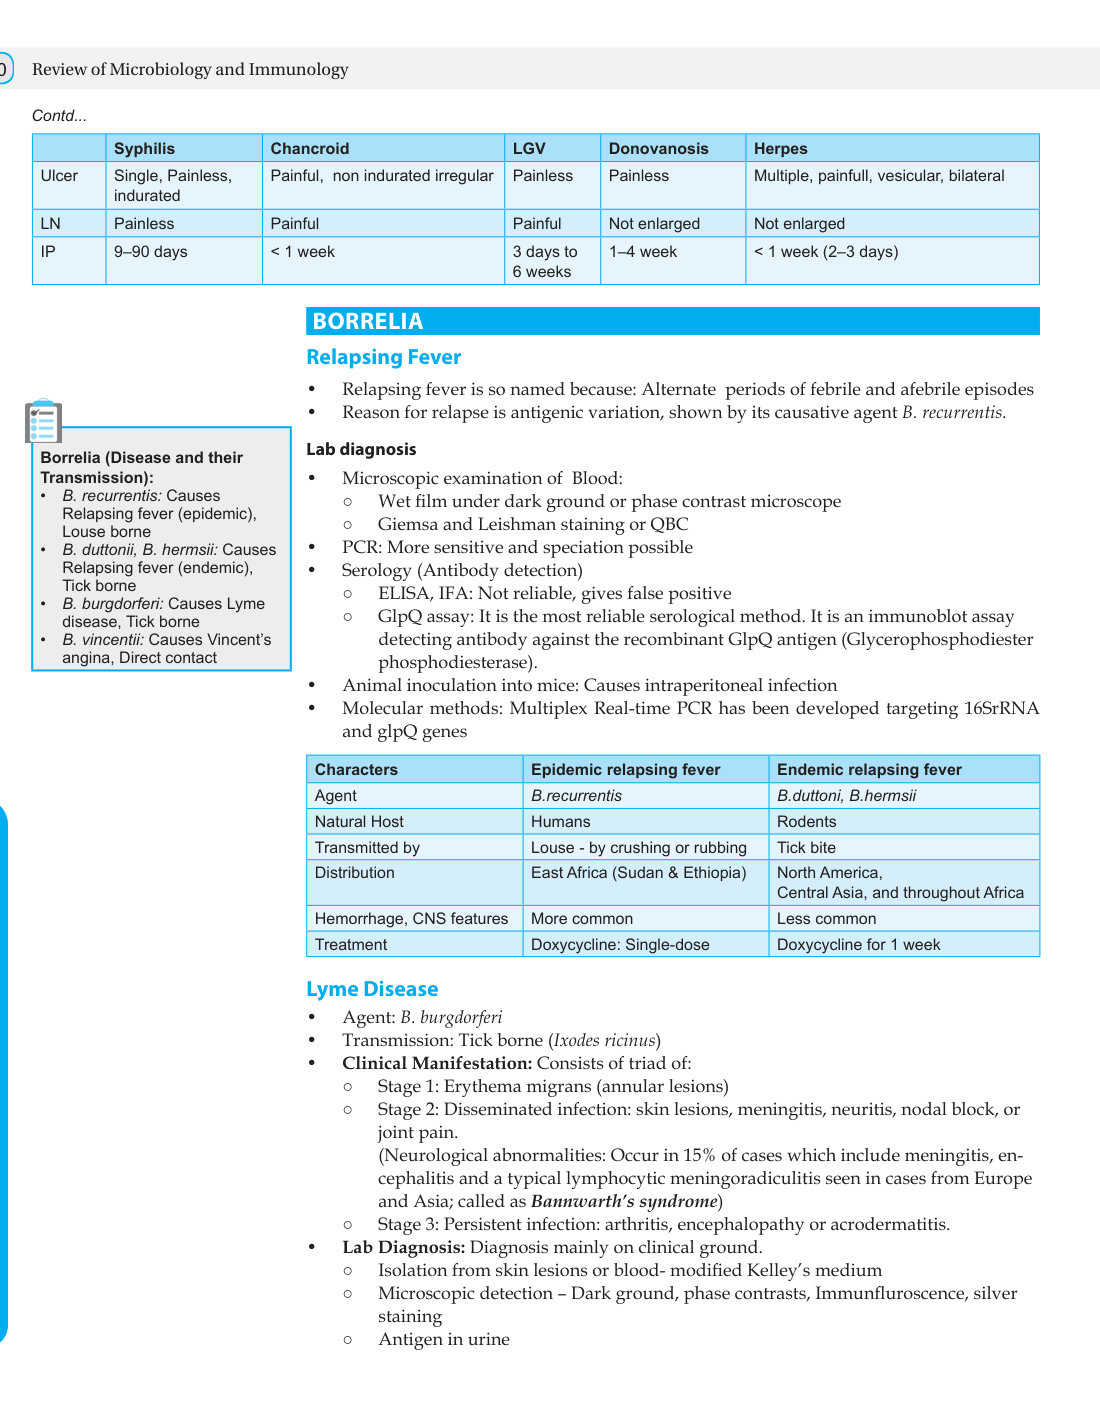 0 Review of Microbiology and Immunology
Contd...
Syphilis Chancroid LGV Donovanosis Herpes
Ulcer Single, Painless, indurated Painful, non indurated irregular Painless Painless Multiple, painfull, vesicular, bilateral
LN Painless Painful Painful Not enlarged Not enlarged
IP 9–90 days < 1 week 3 days to 6 weeks 1–4 week < 1 week (2–3 days)
BORRELIA
Relapsing Fever
• Relapsing fever is so named because: Alternate periods of febrile and afebrile episodes
• Reason for relapse is antigenic variation, shown by its causative agent B. recurrentis.
Lab diagnosis
• Microscopic examination of Blood:
○ Wet film under dark ground or phase contrast microscope
○ Giemsa and Leishman staining or QBC
• PCR: More sensitive and speciation possible
• Serology (Antibody detection)
○ ELISA, IFA: Not reliable, gives false positive
○ GlpQ assay: It is the most reliable serological method. It is an immunoblot assay
detecting antibody against the recombinant GlpQ antigen (Glycerophosphodiester
phosphodiesterase).
• Animal inoculation into mice: Causes intraperitoneal infection
• Molecular methods: Multiplex Real-time PCR has been developed targeting 16SrRNA
and glpQ genes
Borrelia (Disease and their
Transmission):
• B. recurrentis: Causes
Relapsing fever (epidemic),
Louse borne
• B. duttonii, B. hermsii: Causes
Relapsing fever (endemic),
Tick borne
• B. burgdorferi: Causes Lyme
disease, Tick borne
• B. vincentii: Causes Vincent's
angina, Direct contact
Characters Epidemic relapsing fever Endemic relapsing fever
Agent B.recurrentis B.duttoni, B.hermsii
Natural Host Humans Rodents
Transmitted by Louse - by crushing or rubbing Tick bite
Distribution East Africa (Sudan & Ethiopia) North America,
Central Asia, and throughout Africa
Hemorrhage, CNS features More common Less common
Treatment Doxycycline: Single-dose Doxycycline for 1 week
Lyme Disease
• Agent: B. burgdorferi
• Transmission: Tick borne (Ixodes ricinus)
• Clinical Manifestation: Consists of triad of:
○ Stage 1: Erythema migrans (annular lesions)
○ Stage 2: Disseminated infection: skin lesions, meningitis, neuritis, nodal block, or
joint pain.
(Neurological abnormalities: Occur in 15% of cases which include meningitis, en-
cephalitis and a typical lymphocytic meningoradiculitis seen in cases from Europe
and Asia; called as Bannwarth's syndrome)
○ Stage 3: Persistent infection: arthritis, encephalopathy or acrodermatitis.
• Lab Diagnosis: Diagnosis mainly on clinical ground.
○ Isolation from skin lesions or blood- modified Kelley's medium
○ Microscopic detection – Dark ground, phase contrasts, Immunfluroscence, silver
staining
○ Antigen in urine